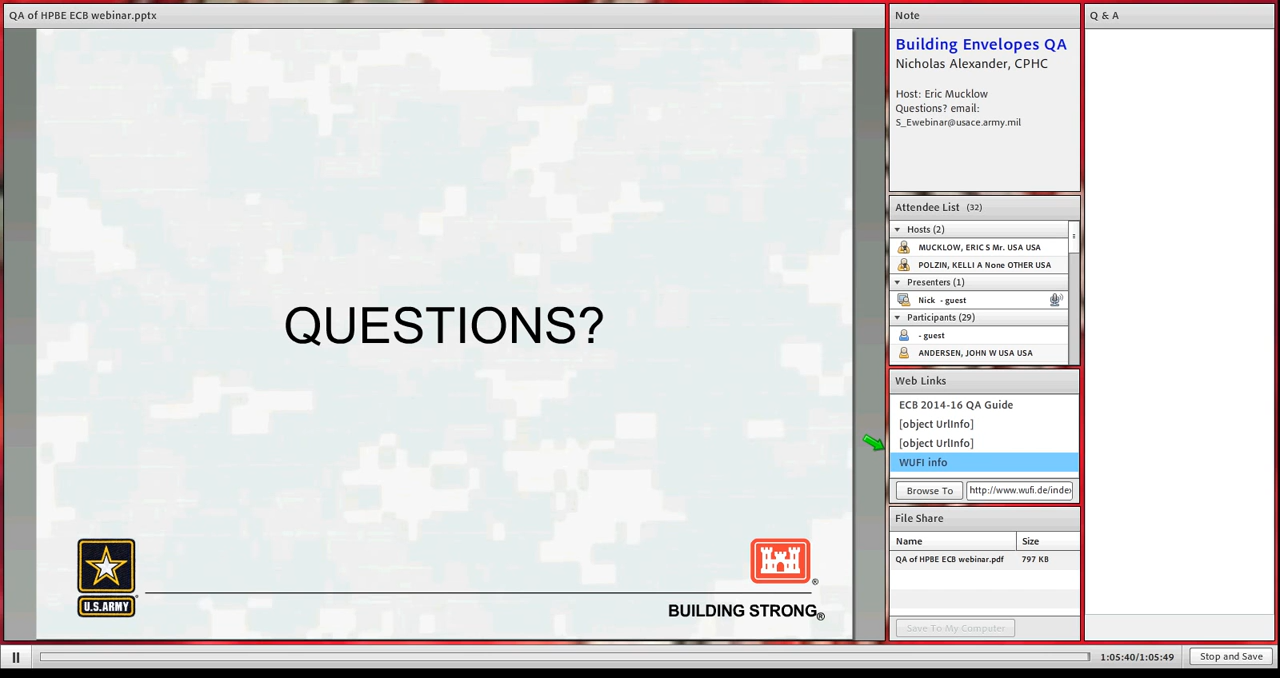 QA of HPBE ECB webinar.pptx
QUESTIONS?
U.S.ARMY
®
BUILDING STRONG®
Note
Building Envelopes QA
Nicholas Alexander, CPHC
Host: Eric Mucklow
Questions? email:
S_Ewebinar@usace.army.mil
Attendee List (32)
Hosts (2)
MUCKLOW, ERIC S Mr. USA USA
POLZIN, KELLI A None OTHER USA
Presenters (1)
Nick - guest
Participants (29)
- guest
ANDERSEN, JOHN W USA USA
Web Links
ECB 2014-16 QA Guide
[object UrlInfo]
[object UrlInfo]
WUFI info
Browse To http://www.wufi.de/inde
File Share
Name Size
QA of HPBE ECB webinar.pdf 797 KB
Save To My Computer
Q & A
1:05:40/1:05:49 Stop and Save